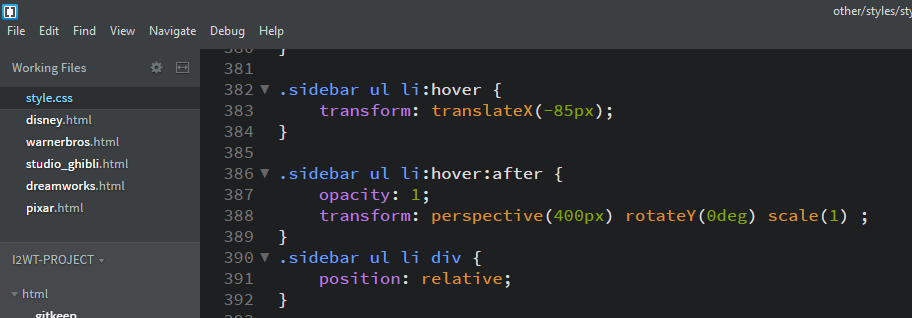 other/styles/sty
File Edit Find View Navigate Debug Help
Working Files
style.css
disney.html
warnerbros.html
studio_ghibli.html
dreamworks.html
pixar.html
I2WT-PROJECT
html
gitkeep
380 }
381
382 .sidebar ul li:hover {
383 transform: translateX(-85px);
384 }
385
386 .sidebar ul li:hover:after {
387 opacity: 1;
388 transform: perspective(400px) rotateY(0deg) scale(1) ;
389 }
390 .sidebar ul li div {
391 position: relative;
392 }